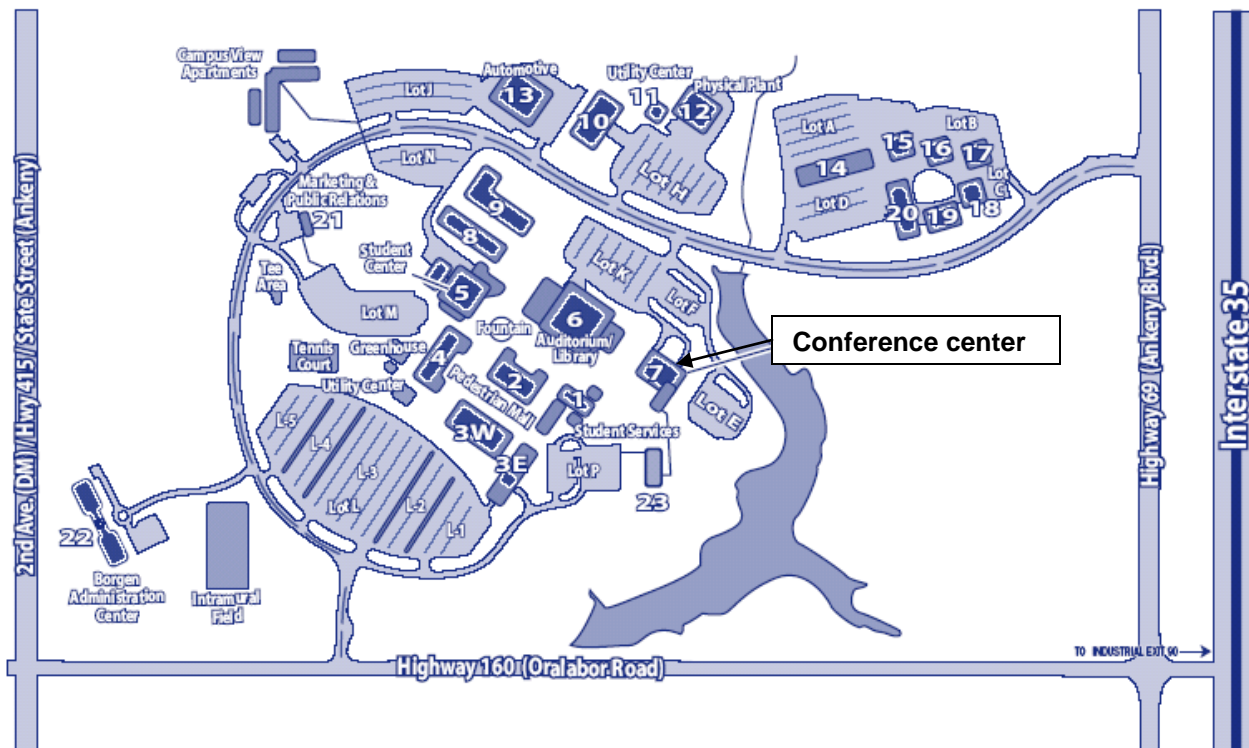 Campus View
Apartments
Lot J
Automotive
13
Utility Center
11
10
Physical Plant
12
Lot A
Lot B
15
16
17
14
Lot C
Lot D
20
19
18
Lot N
Lot H
Marketing &
Public Relations
21
9
8
Student
Center
5
Tee
Area
Lot M
Lot K
Lot F
6
Auditorium/
Library
Fountain
Conference center
7
Tennis
Court
Greenhouse
4
Utility Center
2
Pedestrian Mall
1
Lot E
3W
Student Services
3E
Lot P
23
L-5
L-4
L-3
Lot L
L-2
L-1
22
Borgen
Administration
Center
Intramural
Field
2nd Ave. (DM) / Hwy 415 / State Street (Ankeny)
Highway 69 (Ankeny Blvd.)
Interstate 35
TO INDUSTRIAL EXIT 90
Highway 160 (Oralabor Road)